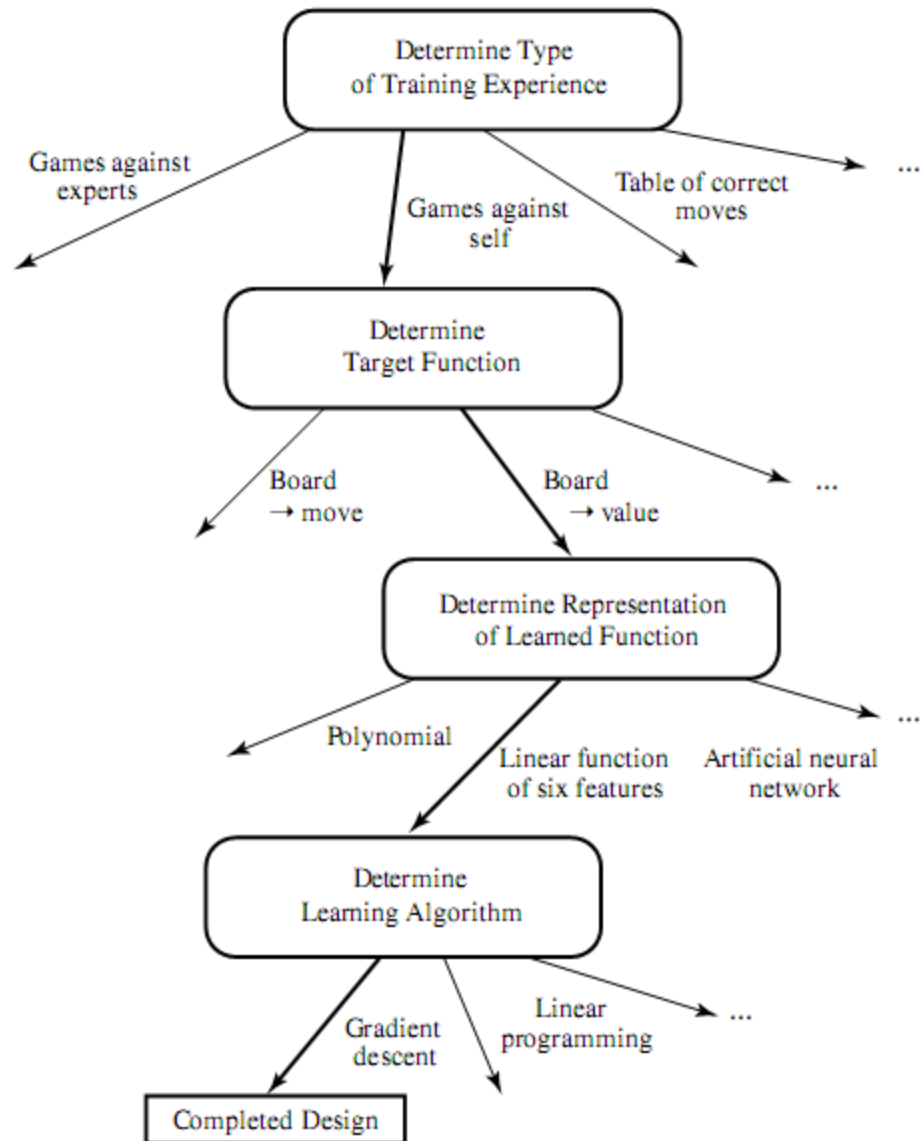 Determine Type
of Training Experience
Games against
experts
Games against
self
Table of correct
moves
...
Determine
Target Function
Board
→ move
Board
→ value
...
Determine Representation
of Learned Function
Polynomial
Linear function
of six features
Artificial neural
network
...
Determine
Learning Algorithm
Gradient
descent
Linear
programming
...
Completed Design